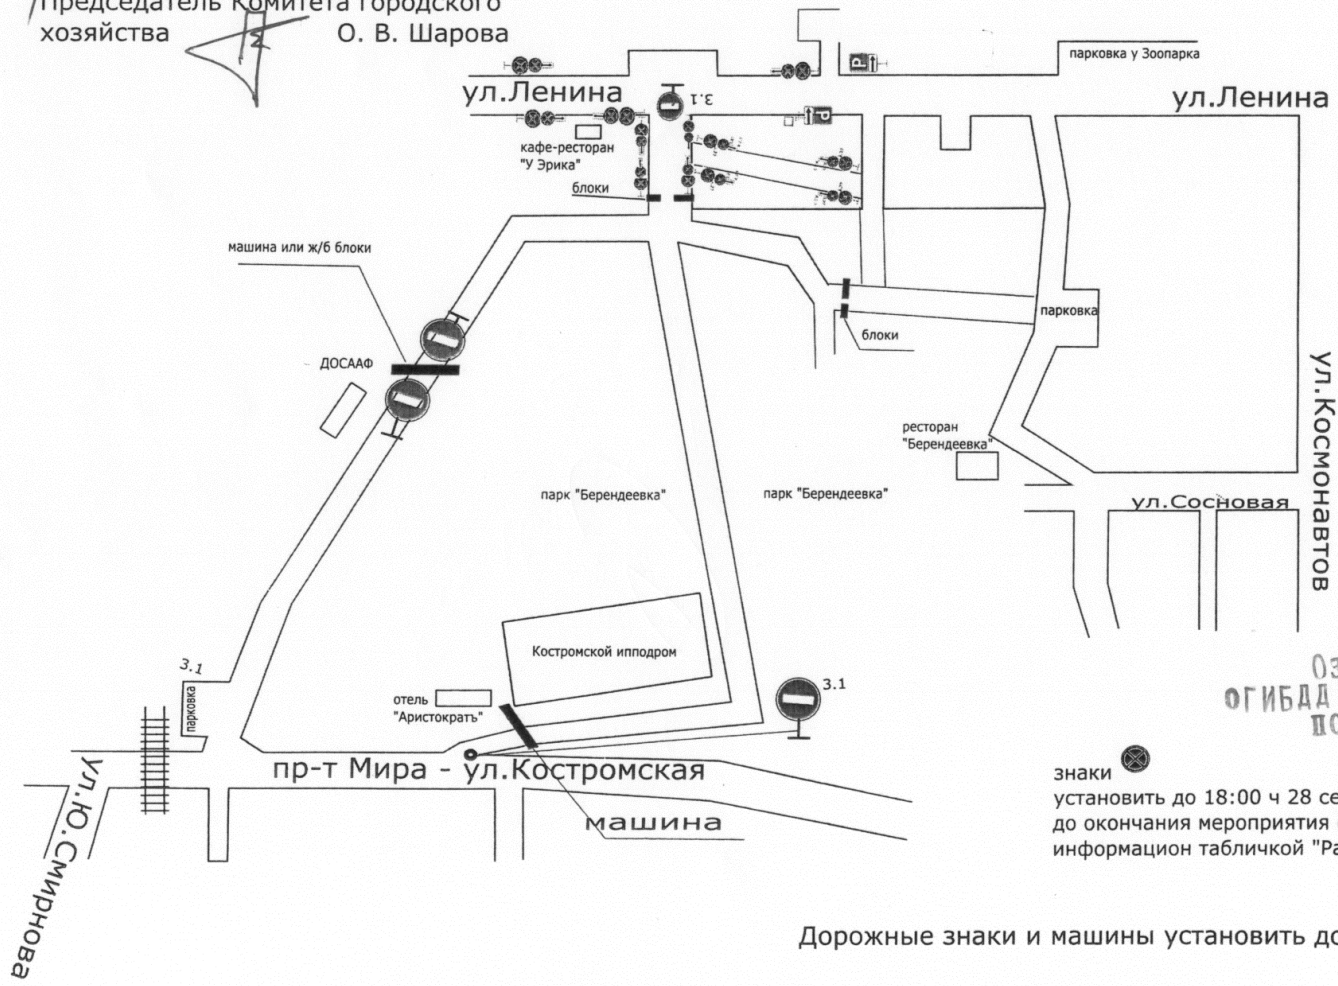 Председатель Комитета городского
хозяйства О. В. Шарова
парковка у Зоопарка
ул.Ленина
3.1
ул.Ленина
кафе-ресторан
"У Эрика"
блоки
машина или ж/б блоки
парковка
блоки
ДОСААФ
ул.Космонавтов
ресторан
"Берендеевка"
парк "Берендеевка"
парк "Берендеевка"
ул.Сосновая
Костромской ипподром
3.1
парковка
отель
"Аристократъ"
3.1
ОГИБДД
пр-т Мира - ул.Костромская
машина
ул.Ю.Смирнова
знаки
установить до 18:00 ч 28 се
до окончания мероприятия
информацион табличкой "Ра
Дорожные знаки и машины установить до
P
P